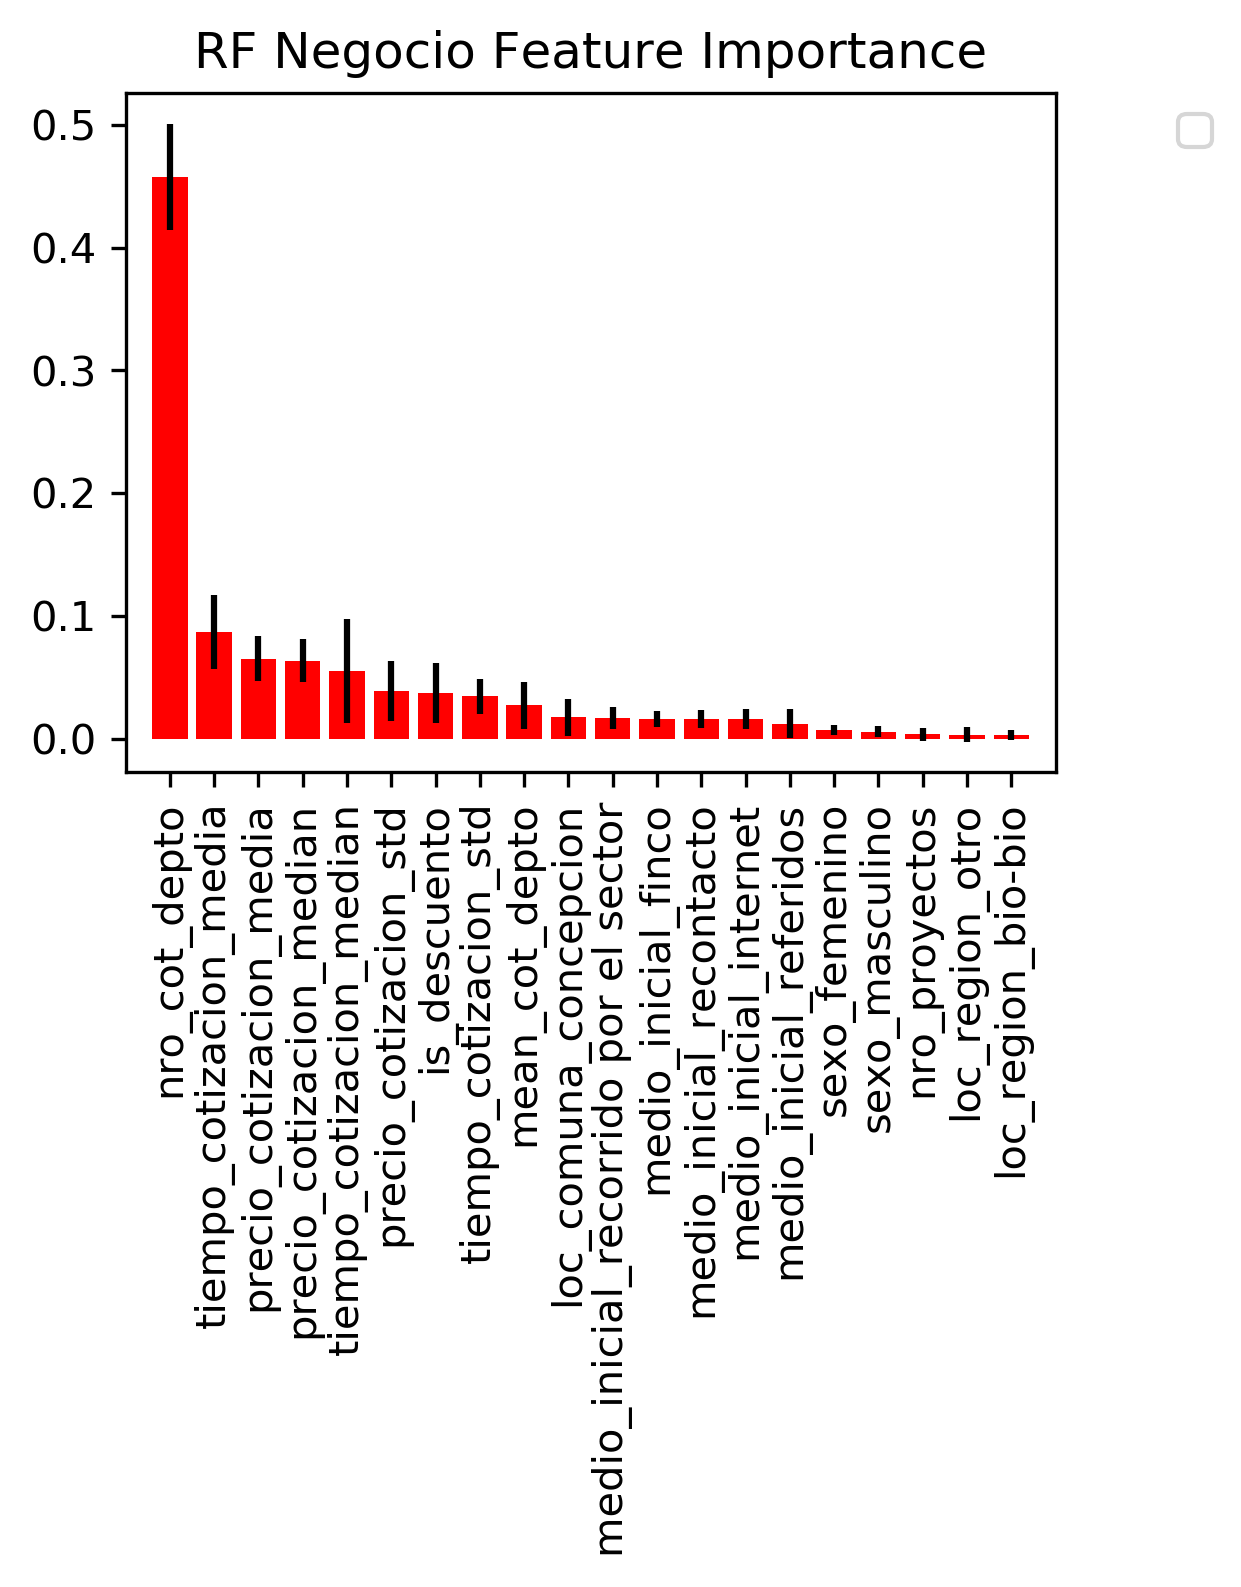 RF Negocio Feature Importance
0.5
0.4
0.3
0.2
0.1
0.0
nro_cot_depto
tiempo_cotizacion_media
precio_cotizacion_media
precio_cotizacion_median
tiempo_cotizacion_median
precio_cotizacion_std
is_descuento
tiempo_cotizacion_std
mean_cot_depto
loc_comuna_concepcion
medio_inicial_recorrido por el sector
medio_inicial_finco
medio_inicial_recontacto
medio_inicial_internet
medio_inicial_referidos
sexo_femenino
sexo_masculino
nro_proyectos
loc_region_otro
loc_region_bio-bio